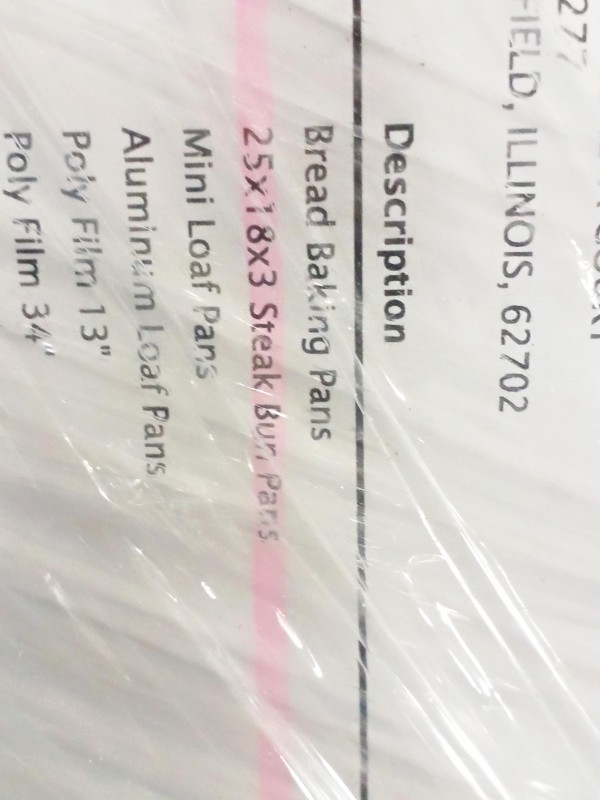 277
FIELD, ILLINOIS, 62702
Description
Bread Baking Pans
25x18x3 Steak Bun Pans
Mini Loaf Pans
Aluminum Loaf Pans
Poly Film 13"
Poly Film 34"